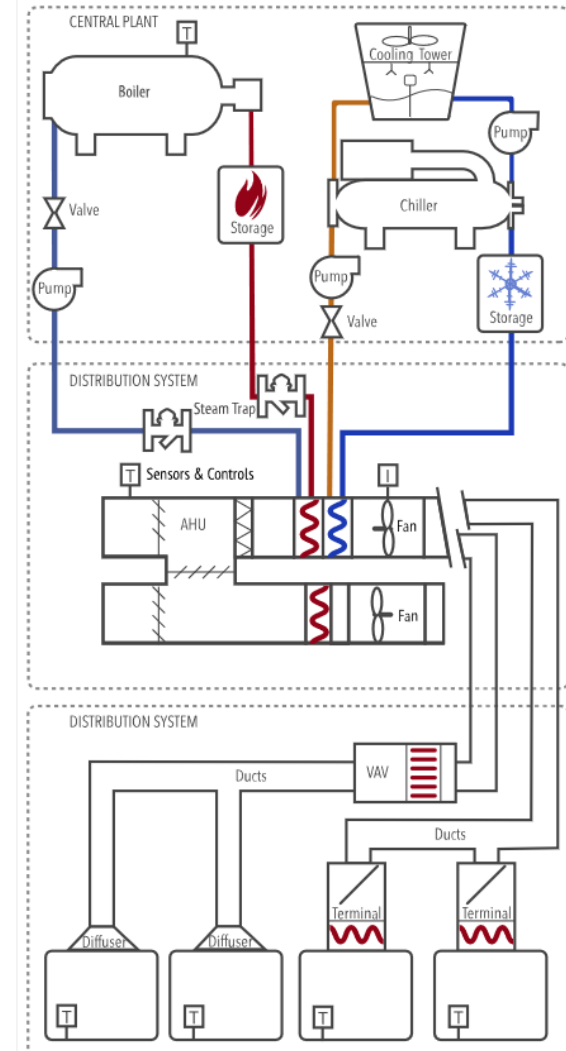 CENTRAL PLANT
T
Cooling Tower
Boiler
Pump
Valve
Storage
Chiller
Pump
Pump
Storage
Valve
DISTRIBUTION SYSTEM
Steam Trap
T
Sensors & Controls
I
AHU
Fan
Fan
DISTRIBUTION SYSTEM
VAV
Ducts
Ducts
Terminal
Terminal
Diffuser
Diffuser
T
T
T
T